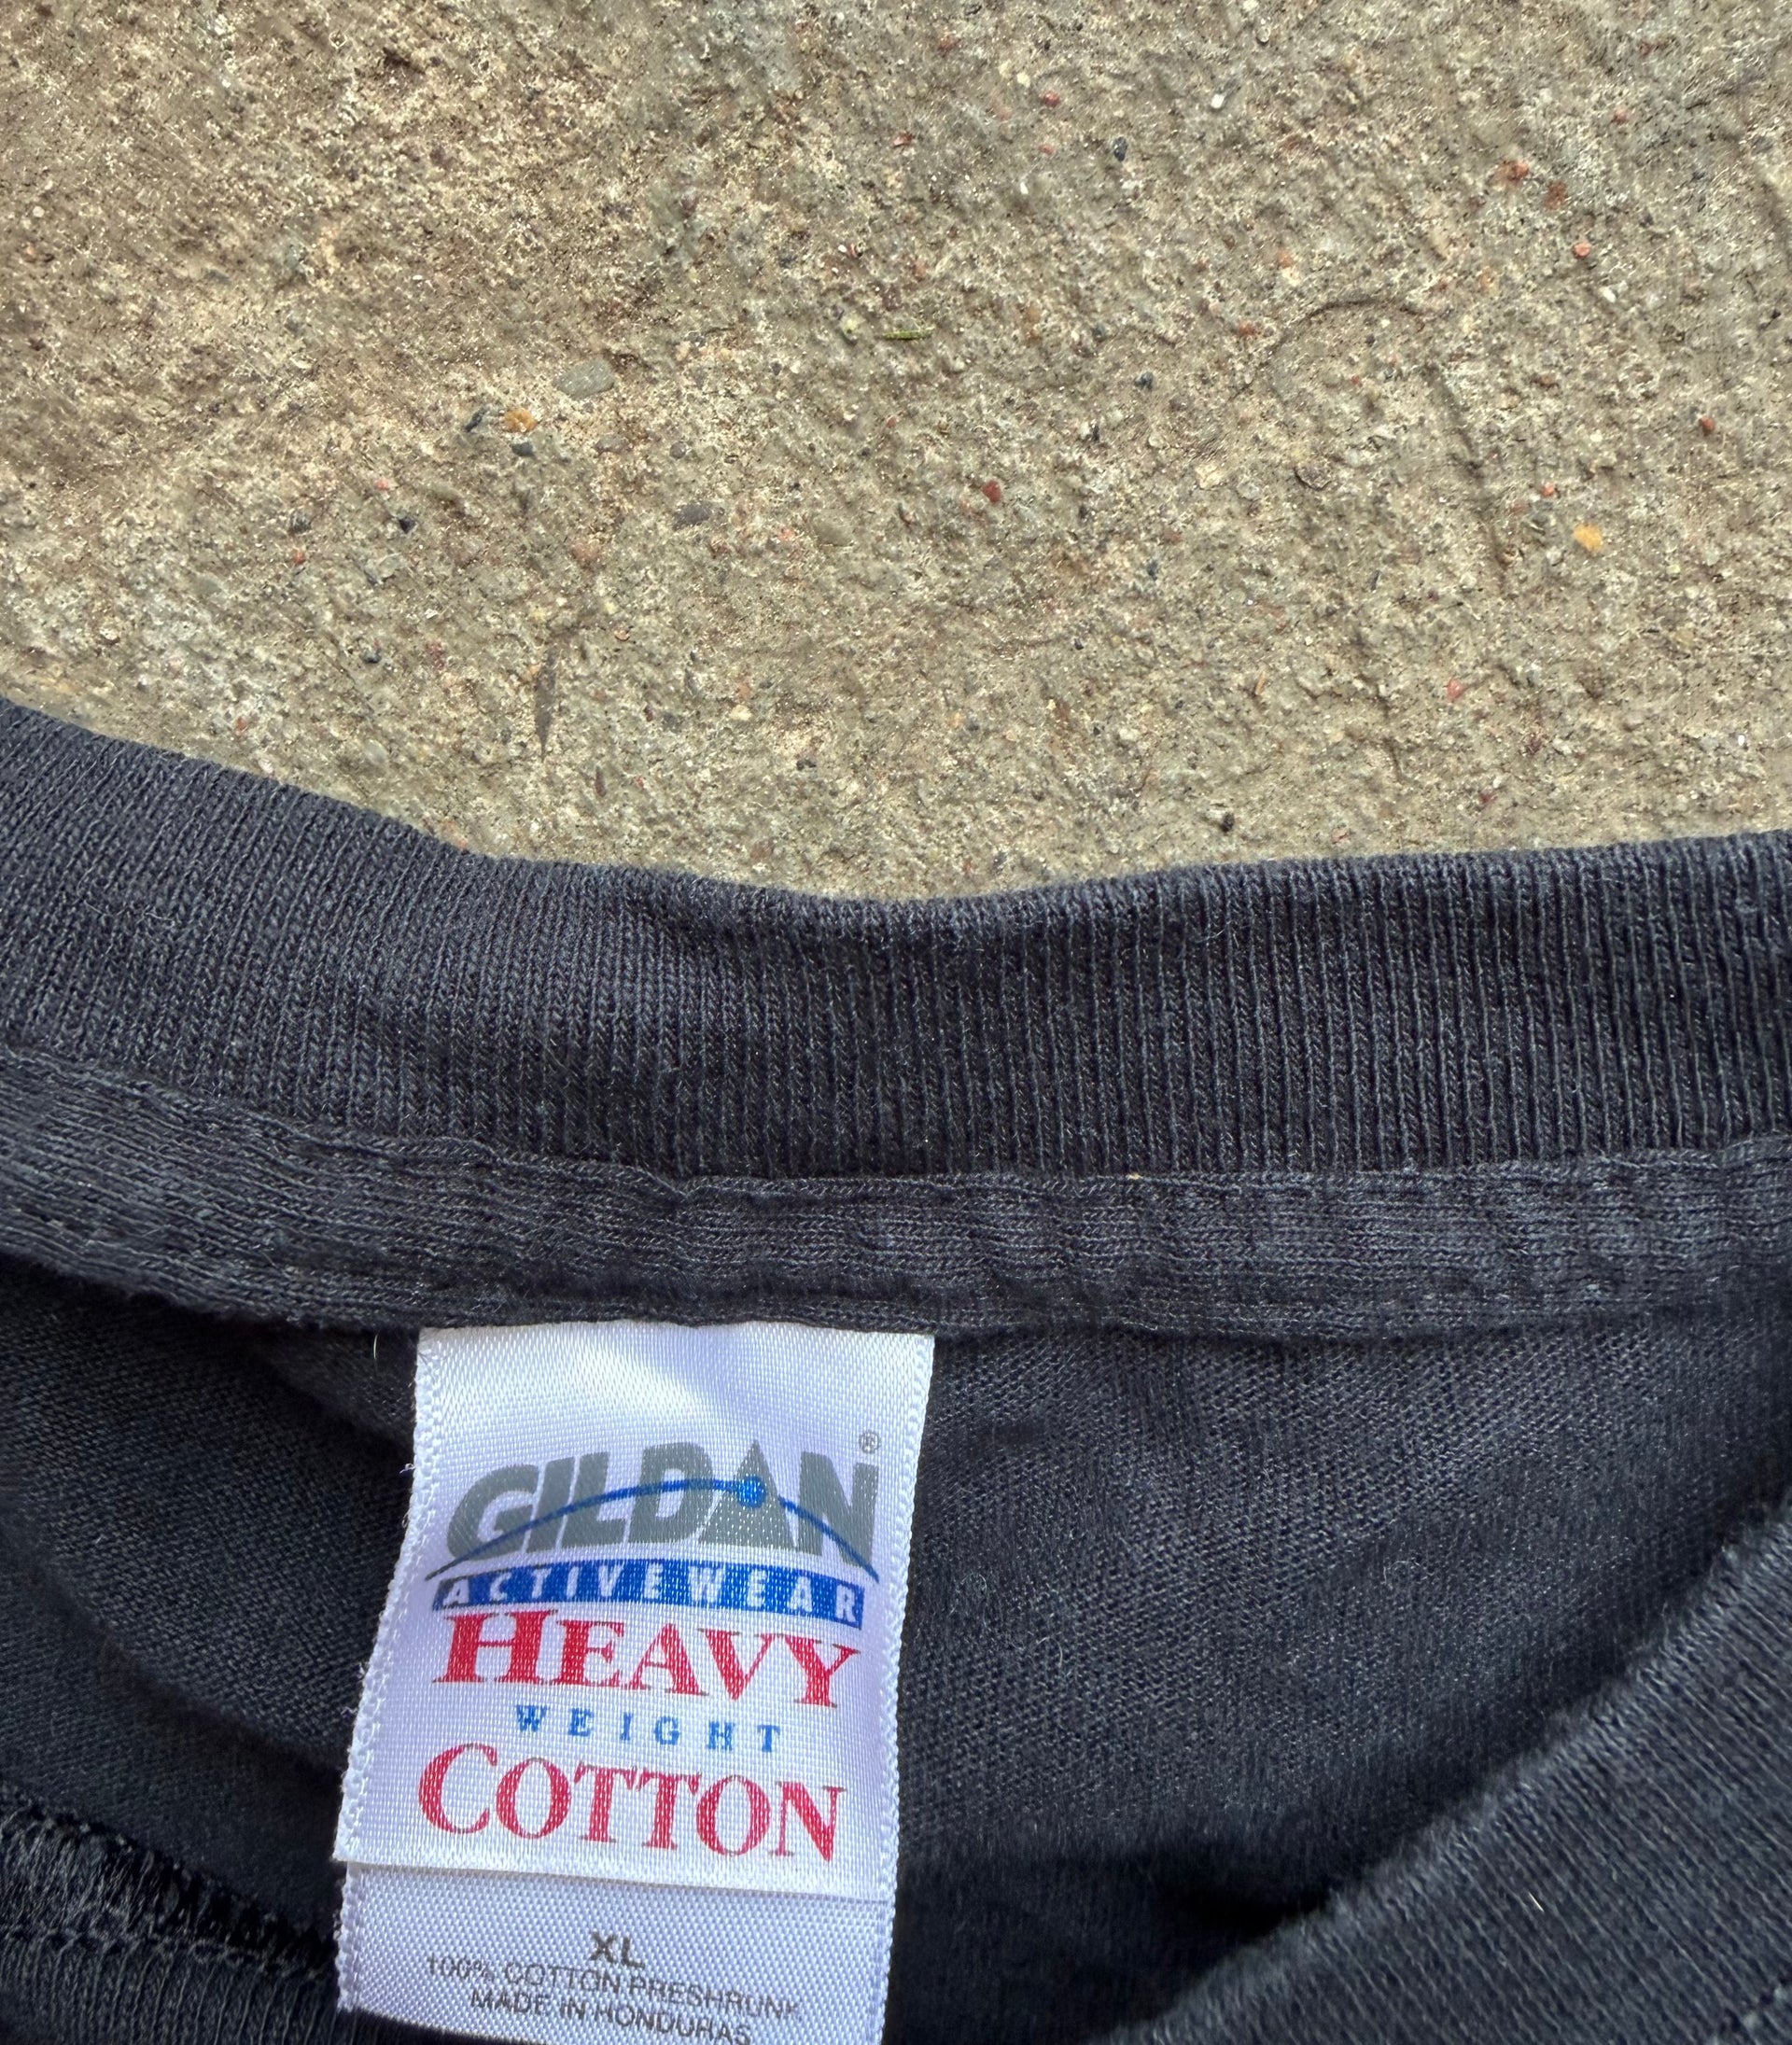 GILDAN®
ACTIVEWEAR
HEAVY
WEIGHT
COTTON
XL
100% COTTON PRESHRUNK
MADE IN HONDURAS